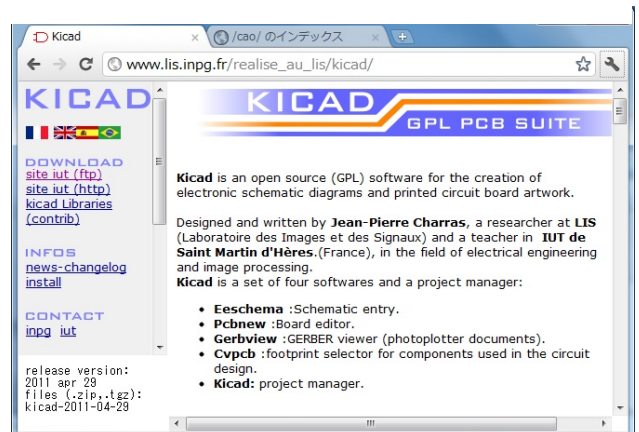 Kicad
/cao/ のインデックス
www.lis.inpg.fr/realise_au_lis/kicad/
KICAD
DOWNLOAD
site iut (ftp)
site iut (http)
kicad Libraries
(contrib)
INFOS
news-changelog
install
CONTACT
inpg iut
release version:
2011 apr 29
files (.zip,.tgz):
kicad-2011-04-29
KICAD
GPL PCB SUITE
Kicad is an open source (GPL) software for the creation of
electronic schematic diagrams and printed circuit board artwork.
Designed and written by Jean-Pierre Charras, a researcher at LIS
(Laboratoire des Images et des Signaux) and a teacher in IUT de
Saint Martin d'Hères.(France), in the field of electrical engineering
and image processing.
Kicad is a set of four softwares and a project manager:
• Eeschema :Schematic entry.
• Pcbnew :Board editor.
• Gerbview :GERBER viewer (photoplotter documents).
• Cvpcb :footprint selector for components used in the circuit
design.
• Kicad: project manager.